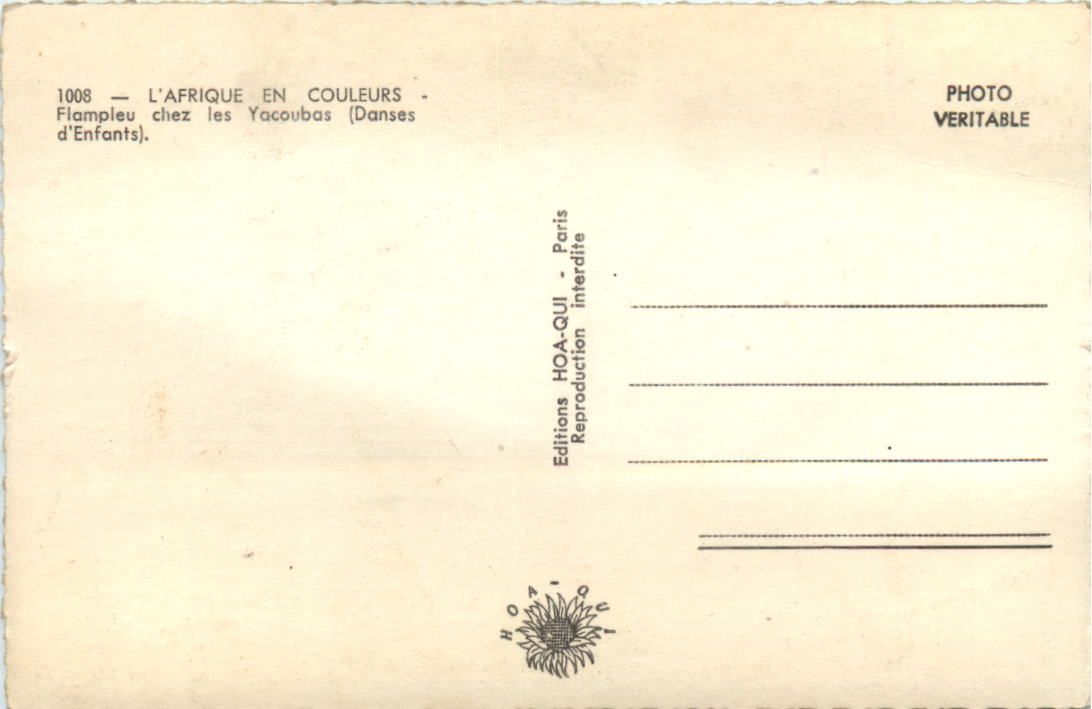 1008 — L'AFRIQUE EN COULEURS -
Flampleu chez les Yacoubas (Danses
d'Enfants).
PHOTO
VERITABLE
Editions HOA-QUI - Paris
Reproduction interdite
HOA-QUI